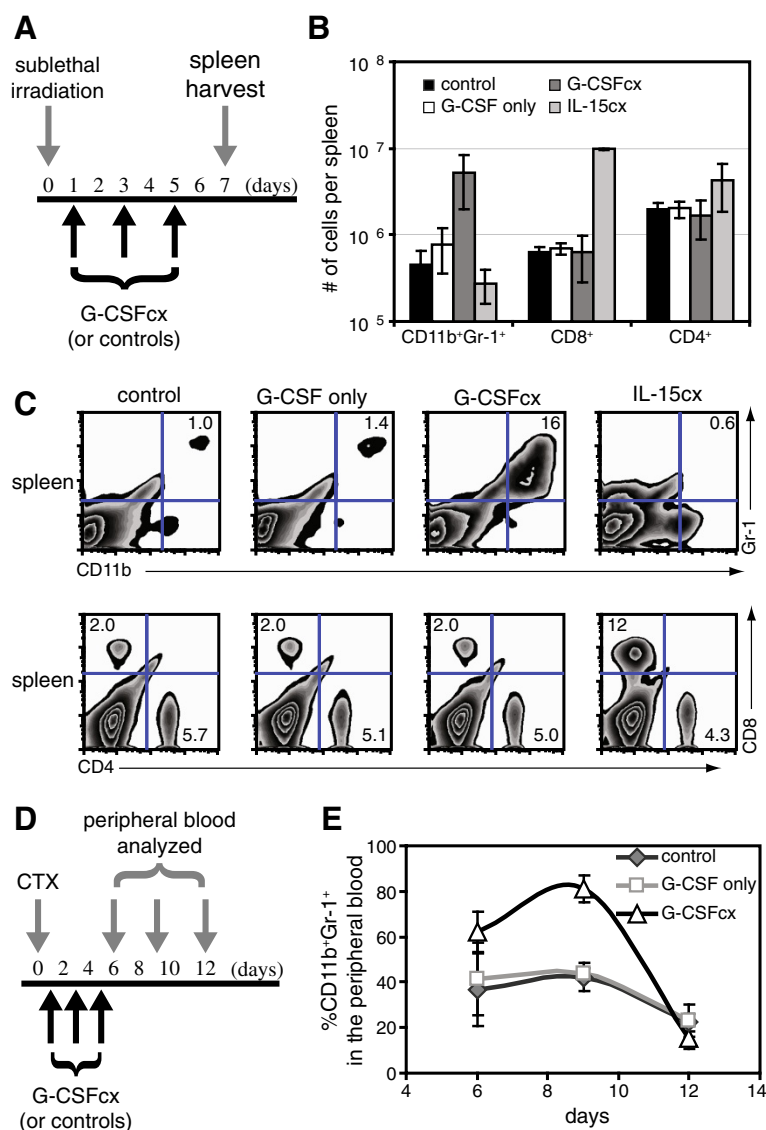 A
sublethal
irradiation
spleen
harvest
0 1 2 3 4 5 6 7 (days)
G-CSFcx
(or controls)
B
# of cells per spleen
10 8
10 7
10 6
10 5
control
G-CSFcx
G-CSF only
IL-15cx
CD11b+Gr-1+
CD8+
CD4+
C
control
G-CSF only
G-CSFcx
IL-15cx
spleen
1.0
1.4
16
0.6
Gr-1
CD11b
spleen
2.0
5.7
2.0
5.1
2.0
5.0
12
4.3
CD8
CD4
D
peripheral blood
analyzed
CTX
0 2 4 6 8 10 12 (days)
G-CSFcx
(or controls)
E
%CD11b+Gr-1+
in the peripheral blood
100
80
60
40
20
0
control
G-CSF only
G-CSFcx
4 6 8 10 12 14
days